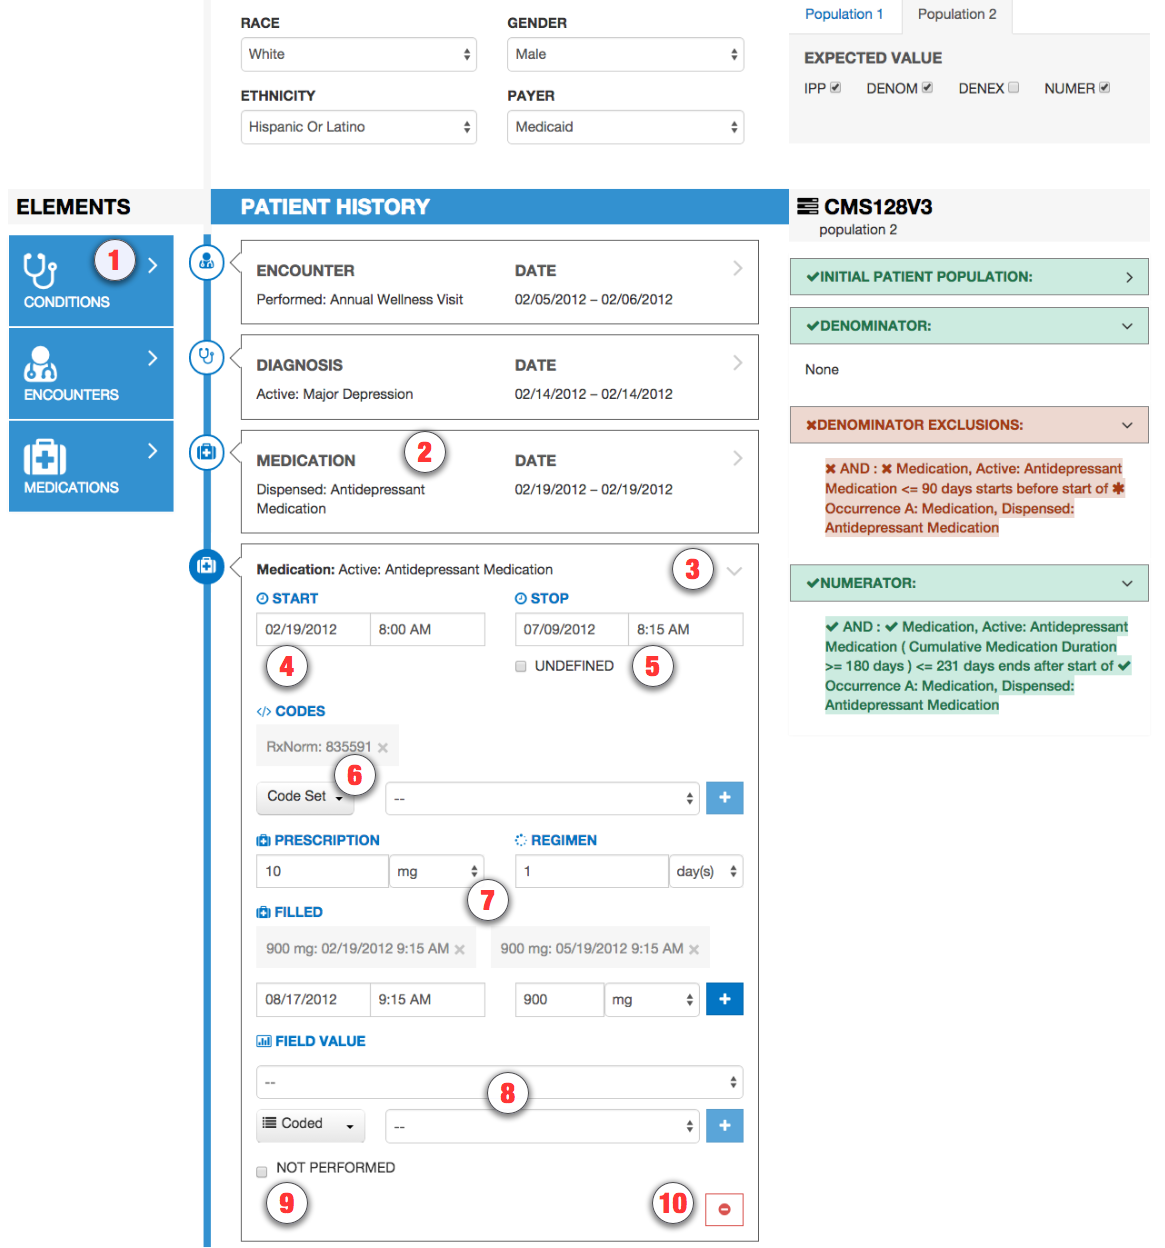 RACE
GENDER
White
Male
ETHNICITY
PAYER
Hispanic Or Latino
Medicaid
Population 1
Population 2
EXPECTED VALUE
IPP DENOM DENEX NUMER
ELEMENTS
1
CONDITIONS
ENCOUNTERS
MEDICATIONS
PATIENT HISTORY
ENCOUNTER
DATE
Performed: Annual Wellness Visit
02/05/2012 – 02/06/2012
DIAGNOSIS
DATE
Active: Major Depression
02/14/2012 – 02/14/2012
2
MEDICATION
DATE
Dispensed: Antidepressant
Medication
02/19/2012 – 02/19/2012
Medication: Active: Antidepressant Medication
3
START
STOP
02/19/2012 8:00 AM
07/09/2012 8:15 AM
4
UNDEFINED
5
</> CODES
RxNorm: 835591 ×
6
Code Set
--
+
PRESCRIPTION
REGIMEN
10 mg
1 day(s)
7
FILLED
900 mg: 02/19/2012 9:15 AM ×
900 mg: 05/19/2012 9:15 AM ×
08/17/2012 9:15 AM
900 mg
+
FIELD VALUE
--
8
Coded
--
+
NOT PERFORMED
9
10
CMS128V3
population 2
INITIAL PATIENT POPULATION:
DENOMINATOR:
None
DENOMINATOR EXCLUSIONS:
AND : Medication, Active: Antidepressant
Medication <= 90 days starts before start of
Occurrence A: Medication, Dispensed:
Antidepressant Medication
NUMERATOR:
AND : Medication, Active: Antidepressant
Medication ( Cumulative Medication Duration
>= 180 days ) <= 231 days ends after start of
Occurrence A: Medication, Dispensed:
Antidepressant Medication